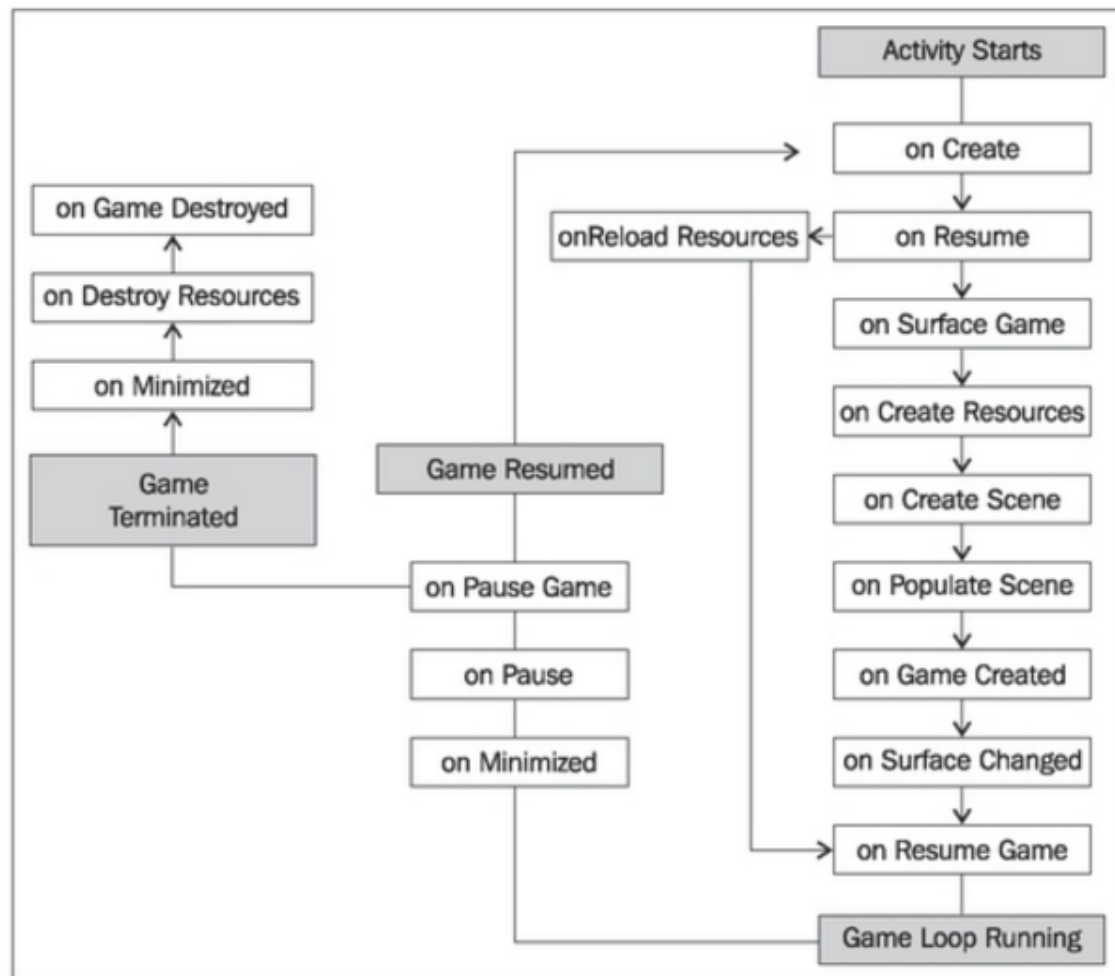 Activity Starts
on Create
on Game Destroyed
onReload Resources
on Resume
on Destroy Resources
on Surface Game
on Minimized
on Create Resources
Game
Terminated
Game Resumed
on Create Scene
on Pause Game
on Populate Scene
on Pause
on Game Created
on Minimized
on Surface Changed
on Resume Game
Game Loop Running